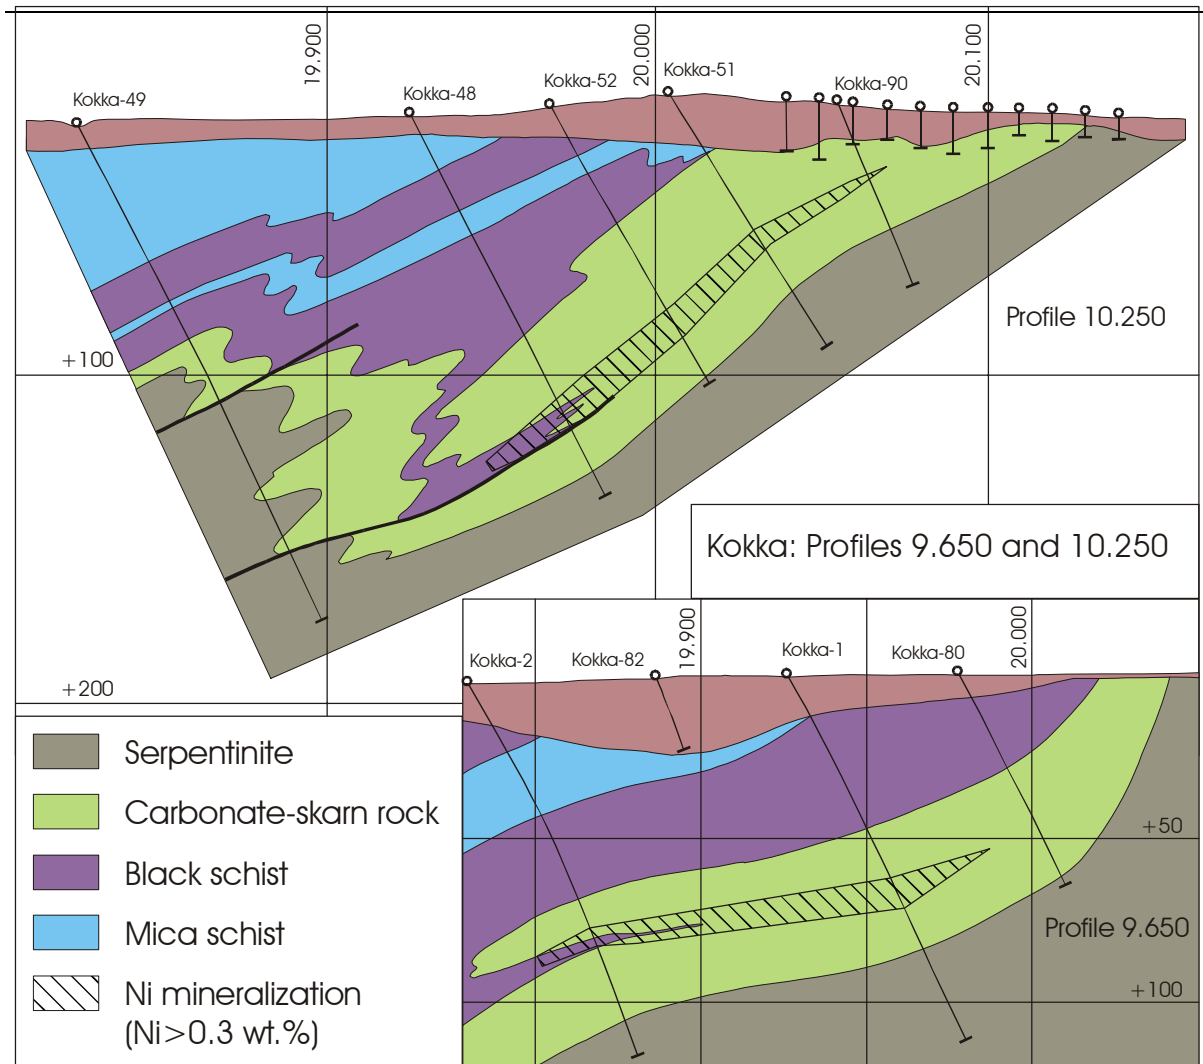 19.900
20.000
20.100
Kokka-49
Kokka-48
Kokka-52
Kokka-51
Kokka-90
Profile 10.250
+100
+200
Kokka: Profiles 9.650 and 10.250
19.900
20.000
Kokka-2
Kokka-82
Kokka-1
Kokka-80
+50
Profile 9.650
+100
Serpentinite
Carbonate-skarn rock
Black schist
Mica schist
Ni mineralization
(Ni>0.3 wt.%)